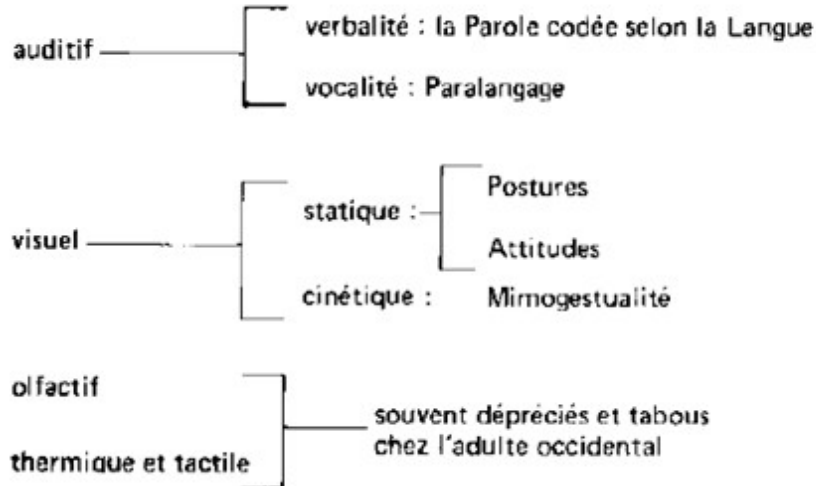 auditif
verbalité : la Parole codée selon la Langue
vocalité : Paralangage
visuel
statique :
Postures
Attitudes
cinétique : Mimogestualité
olfactif
thermique et tactile
souvent dépréciés et tabous
chez l'adulte occidental